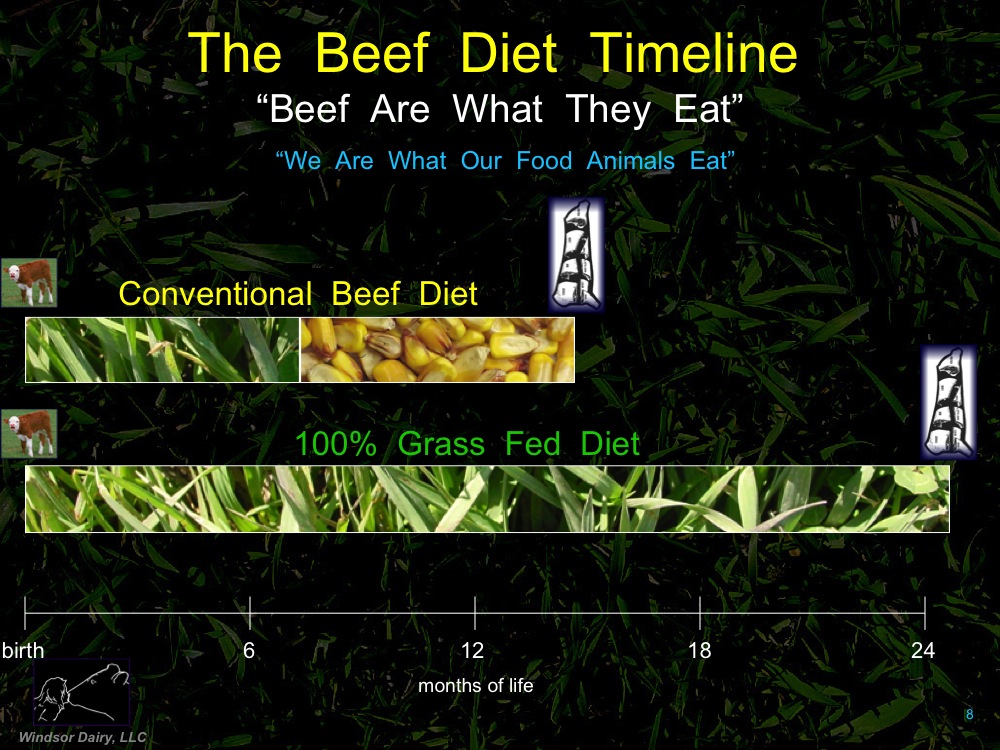 The Beef Diet Timeline
“Beef Are What They Eat”
“We Are What Our Food Animals Eat”
Conventional Beef Diet
100% Grass Fed Diet
birth 6 12 18 24
months of life
8
Windsor Dairy, LLC